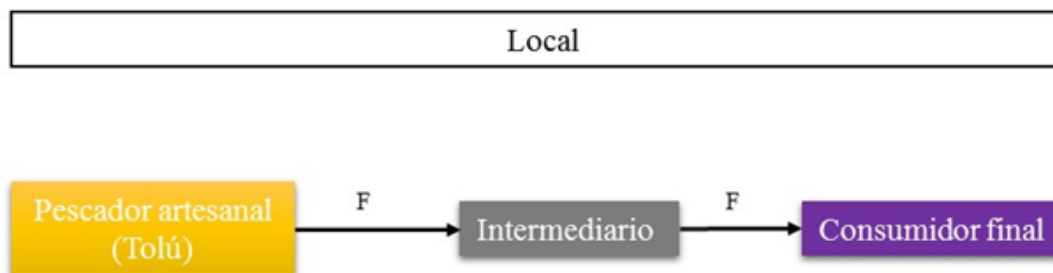 Local
Pescador artesanal
(Tolú)
F
Intermediario
F
Consumidor final